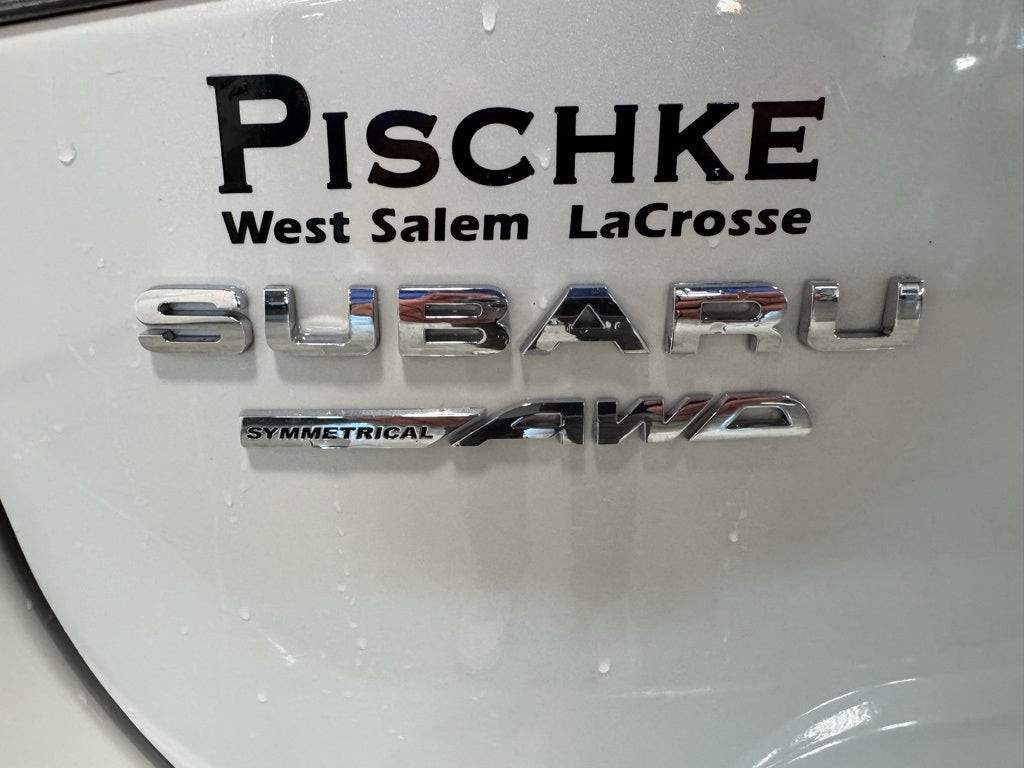 PISCHKE
West Salem LaCrosse
SUBARU
SYMMETRICAL AWD